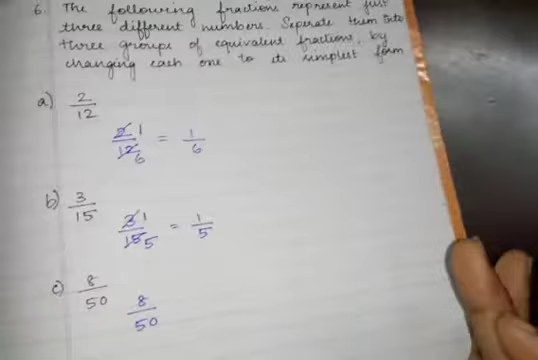 6. The following fractions represent just
three different numbers. Seperate them into
three groups of equivalent fractions, by
changing each one to its simplest form
a) 2/12
2/12 1 6 = 1/6
b) 3/15
3/15 1 5 = 1/5
c) 8/50
8/50